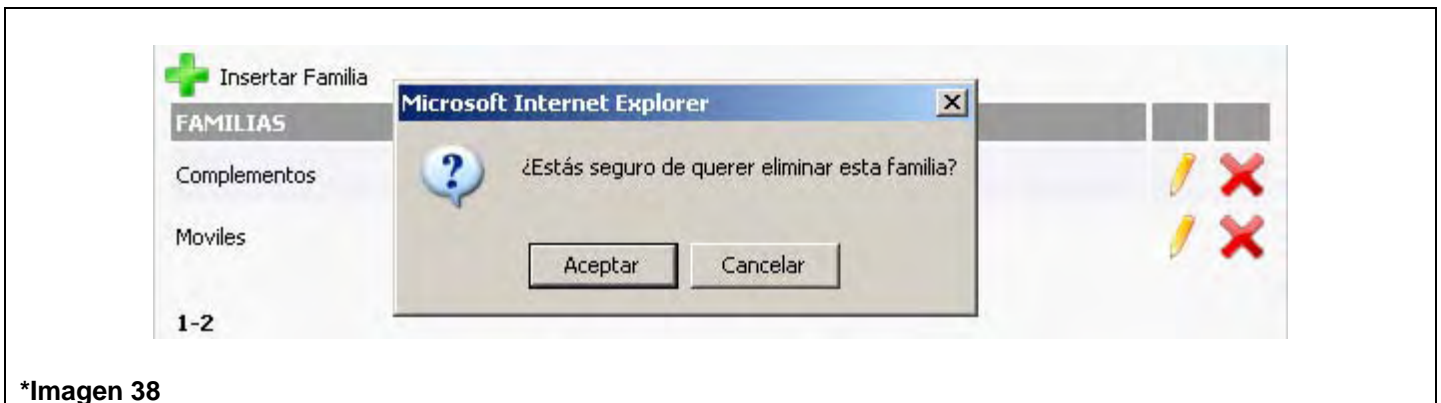 Insertar Familia
Microsoft Internet Explorer
FAMILIAS
¿Estás seguro de querer eliminar esta familia?
Complementos
Moviles
Aceptar Cancelar
1-2
*Imagen 38